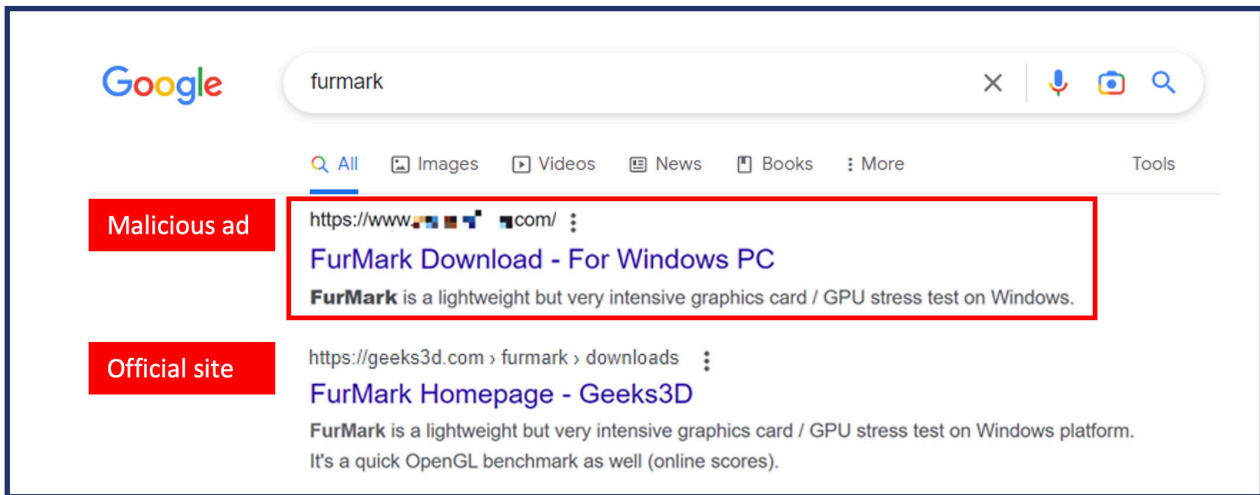 Google
furmark
All Images Videos News Books More Tools
Malicious ad
https://www. com/
FurMark Download - For Windows PC
FurMark is a lightweight but very intensive graphics card / GPU stress test on Windows.
Official site
https://geeks3d.com › furmark › downloads
FurMark Homepage - Geeks3D
FurMark is a lightweight but very intensive graphics card / GPU stress test on Windows platform.
It's a quick OpenGL benchmark as well (online scores).